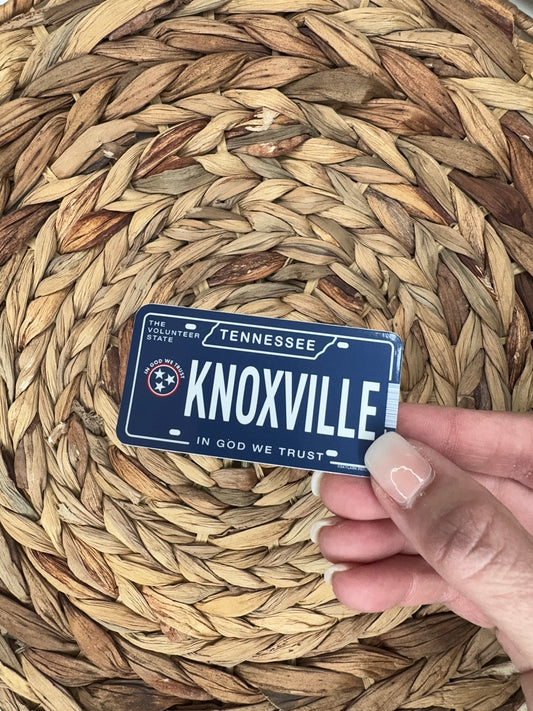 THE
VOLUNTEER
STATE
TENNESSEE
IN GOD WE TRUST
KNOXVILLE
IN GOD WE TRUST